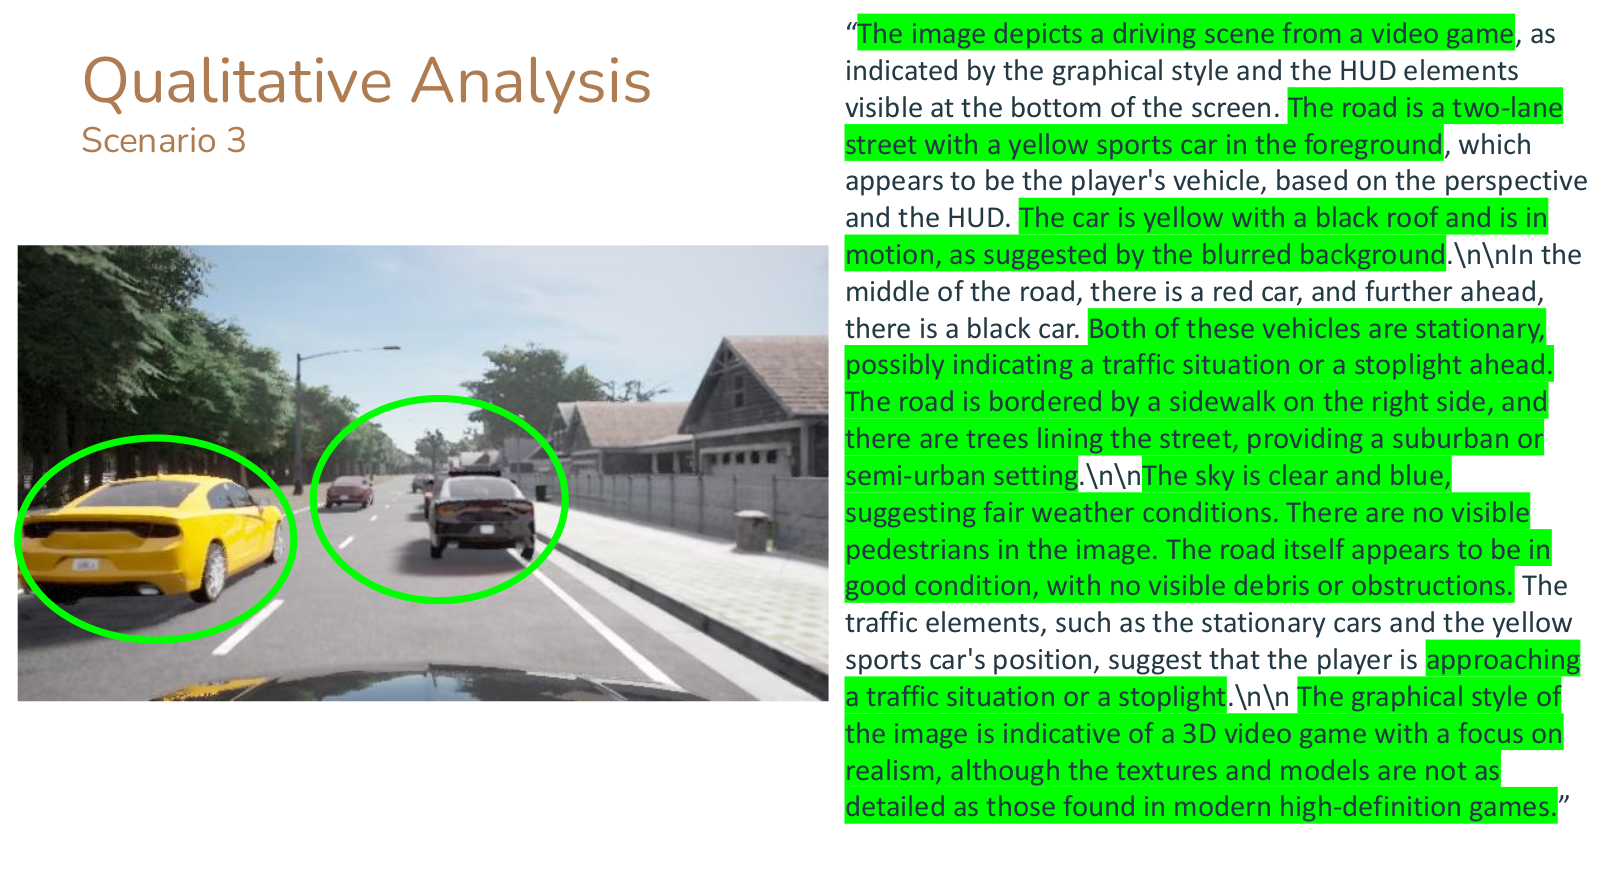 Qualitative Analysis
Scenario 3
“The image depicts a driving scene from a video game, as
indicated by the graphical style and the HUD elements
visible at the bottom of the screen. The road is a two-lane
street with a yellow sports car in the foreground, which
appears to be the player's vehicle, based on the perspective
and the HUD. The car is yellow with a black roof and is in
motion, as suggested by the blurred background.\n\nIn the
middle of the road, there is a red car, and further ahead,
there is a black car. Both of these vehicles are stationary,
possibly indicating a traffic situation or a stoplight ahead.
The road is bordered by a sidewalk on the right side, and
there are trees lining the street, providing a suburban or
semi-urban setting.\n\nThe sky is clear and blue,
suggesting fair weather conditions. There are no visible
pedestrians in the image. The road itself appears to be in
good condition, with no visible debris or obstructions. The
traffic elements, such as the stationary cars and the yellow
sports car's position, suggest that the player is approaching
a traffic situation or a stoplight.\n\n The graphical style of
the image is indicative of a 3D video game with a focus on
realism, although the textures and models are not as
detailed as those found in modern high-definition games.”